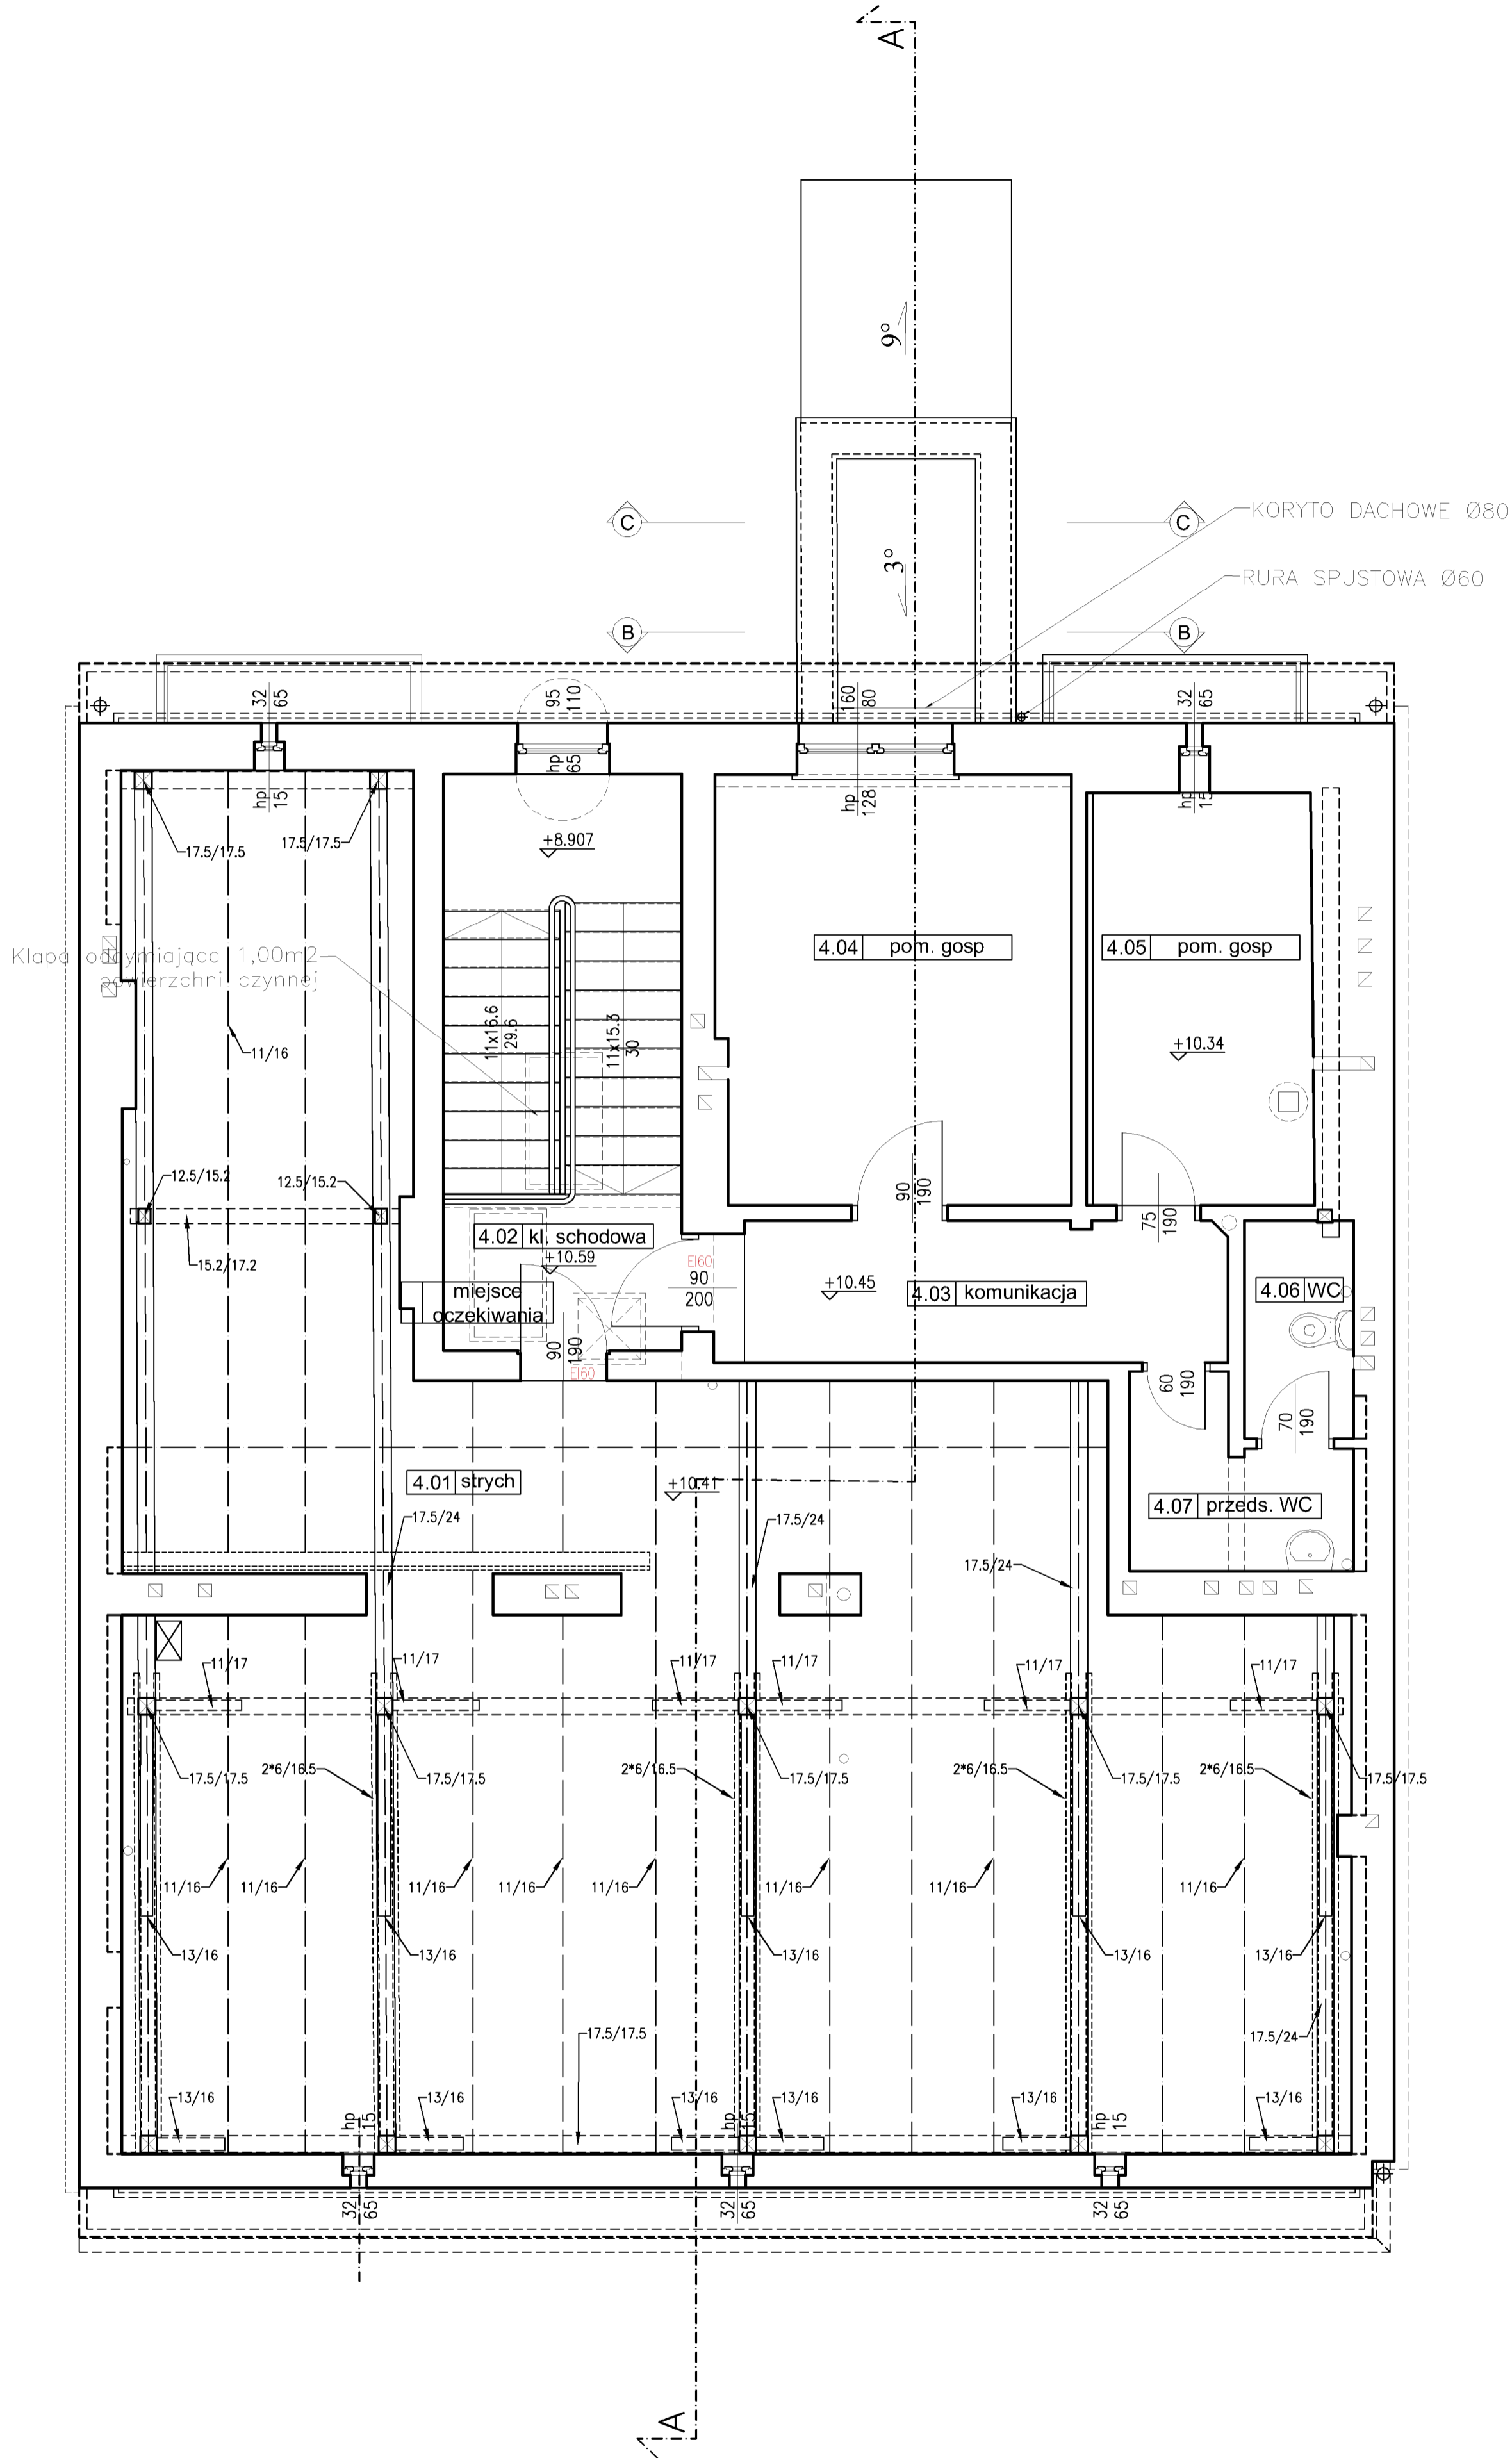 A
9°
3°
C
C
KORYTO DACHOWE Ø80
RURA SPUSTOWA Ø60
B
B
32
65
95
110
160
80
32
65
hp
15
hp
65
hp
128
hp
15
17.5/17.5
17.5/17.5
+8.907
Klapa oddymiająca 1,00m2
powierzchni czynnej
4.04 pom. gosp
4.05 pom. gosp
11/16
11x16.6
29.6
11x15.3
30
+10.34
12.5/15.2
12.5/15.2
15.2/17.2
90
190
75
190
4.02 kl. schodowa
+10.59
EI60
90
200
miejsce
oczekiwania
+10.45
4.03 komunikacja
4.06 WC
90
190
EI60
60
190
70
190
4.01 strych
+10.41
4.07 przeds. WC
17.5/24
17.5/24
17.5/24
11/17
11/17
11/17
11/17
11/17
11/17
17.5/17.5
2*6/16.5
17.5/17.5
2*6/16.5
17.5/17.5
2*6/16.5
17.5/17.5
2*6/16.5
17.5/17.5
11/16
11/16
11/16
11/16
11/16
11/16
11/16
11/16
13/16
13/16
13/16
13/16
13/16
17.5/17.5
17.5/24
13/16
13/16
13/16
13/16
13/16
13/16
hp
15
hp
15
hp
15
32
65
32
65
32
65
A